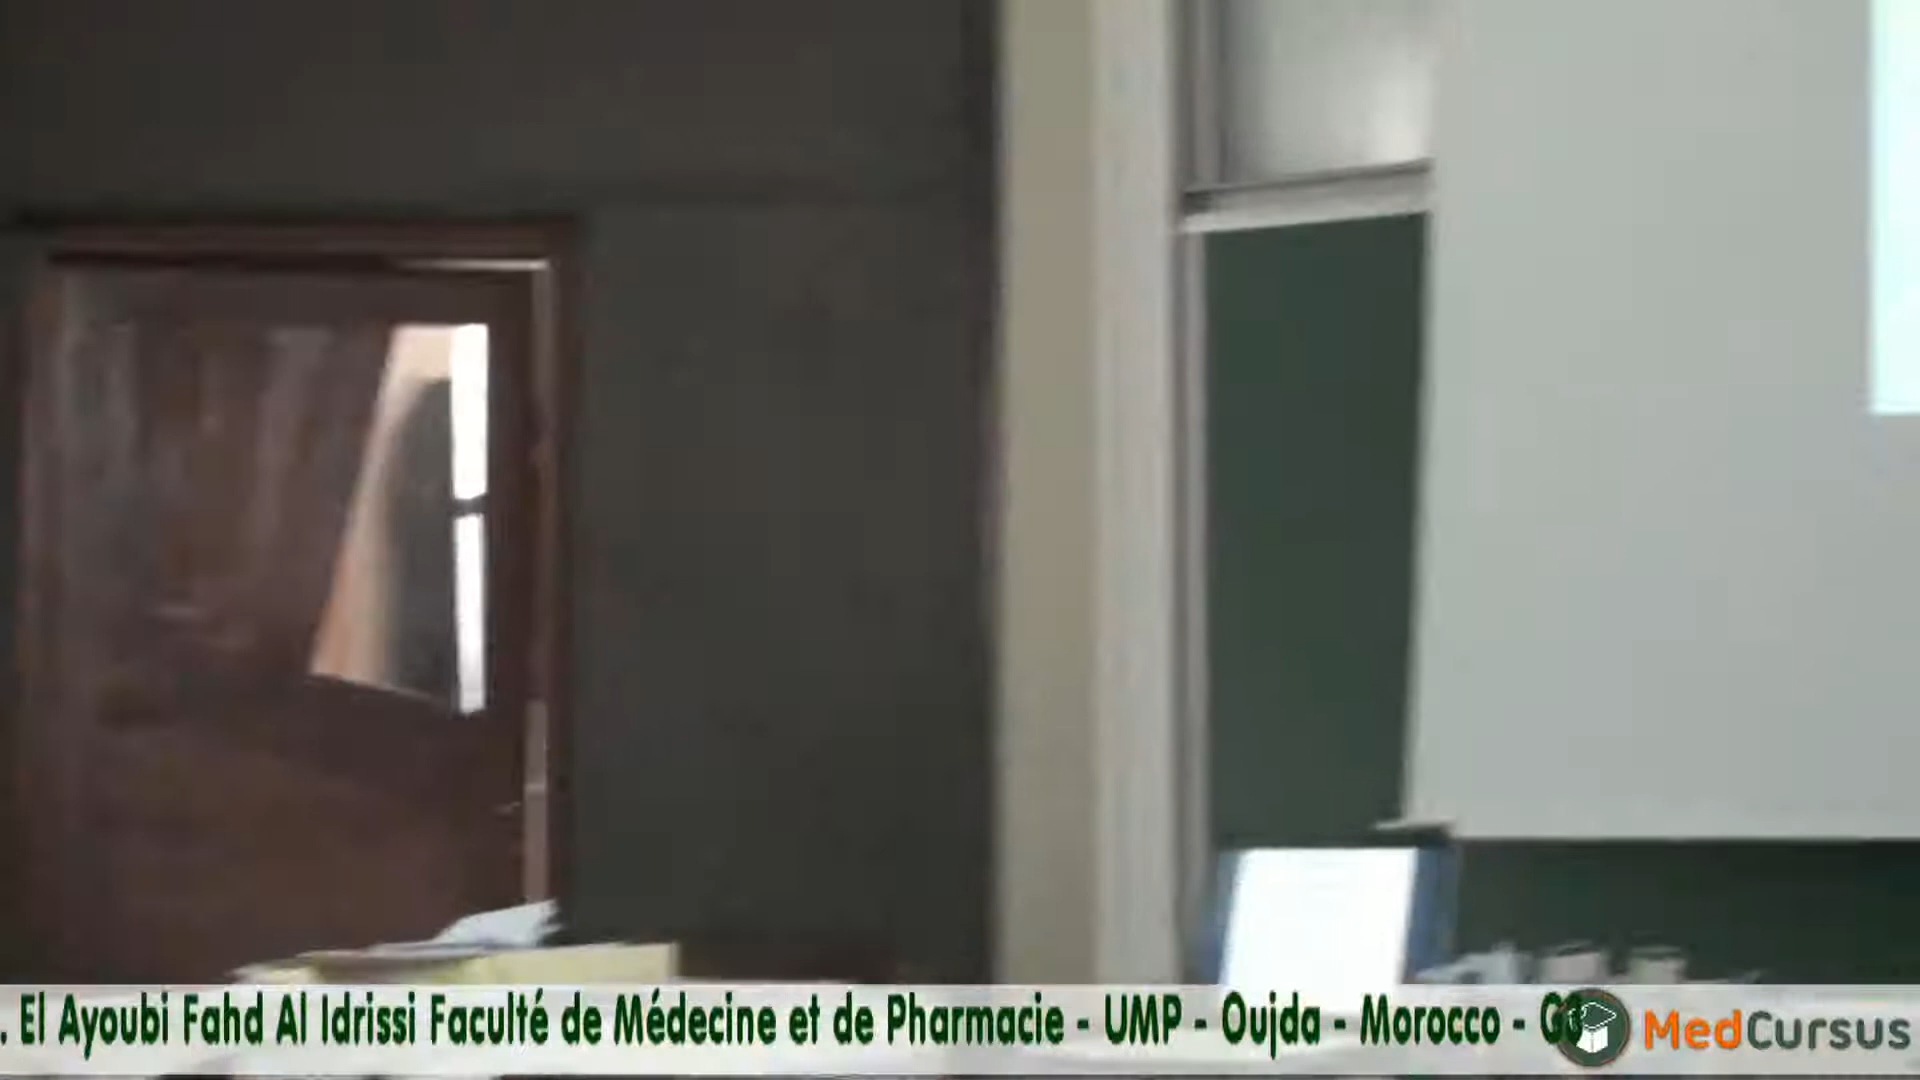 . El Ayoubi Fahd Al Idrissi Faculté de Médecine et de Pharmacie - UMP - Oujda - Morocco -
MedCursus